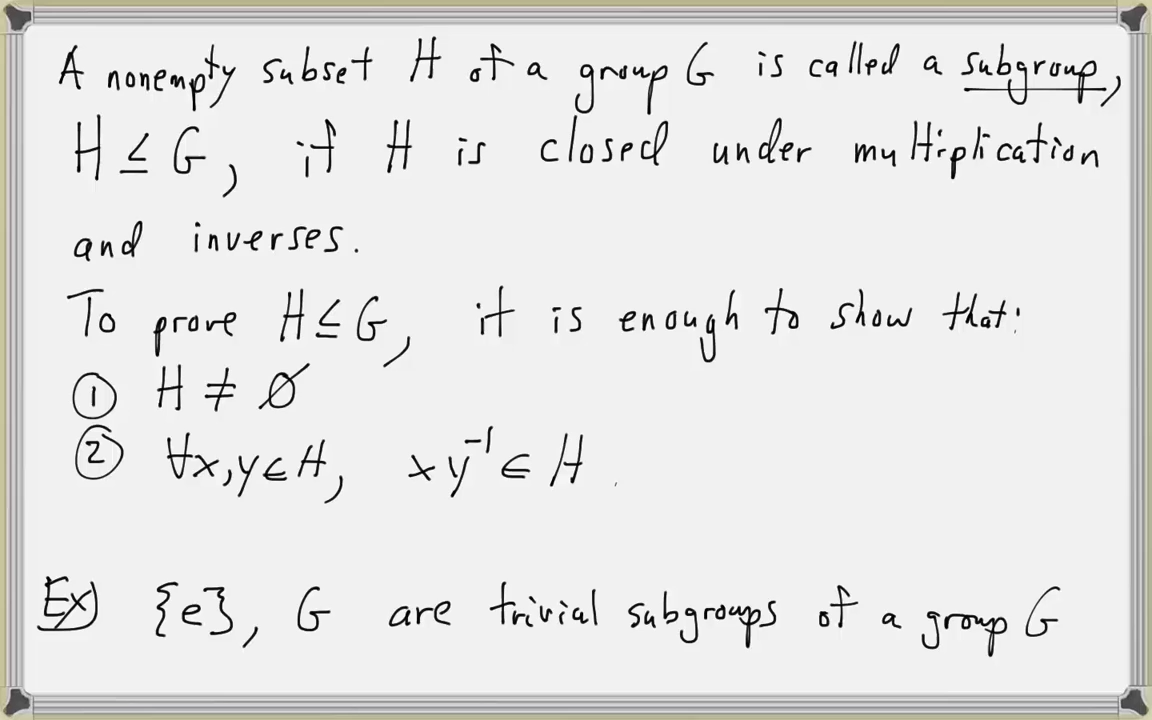 A nonempty subset H of a group G is called a subgroup,
H ≤ G, if H is closed under multiplication
and inverses.
To prove H ≤ G, it is enough to show that:
① H ≠ ∅
② ∀x,y∈H, xy⁻¹ ∈ H
Ex) {e}, G are trivial subgroups of a group G